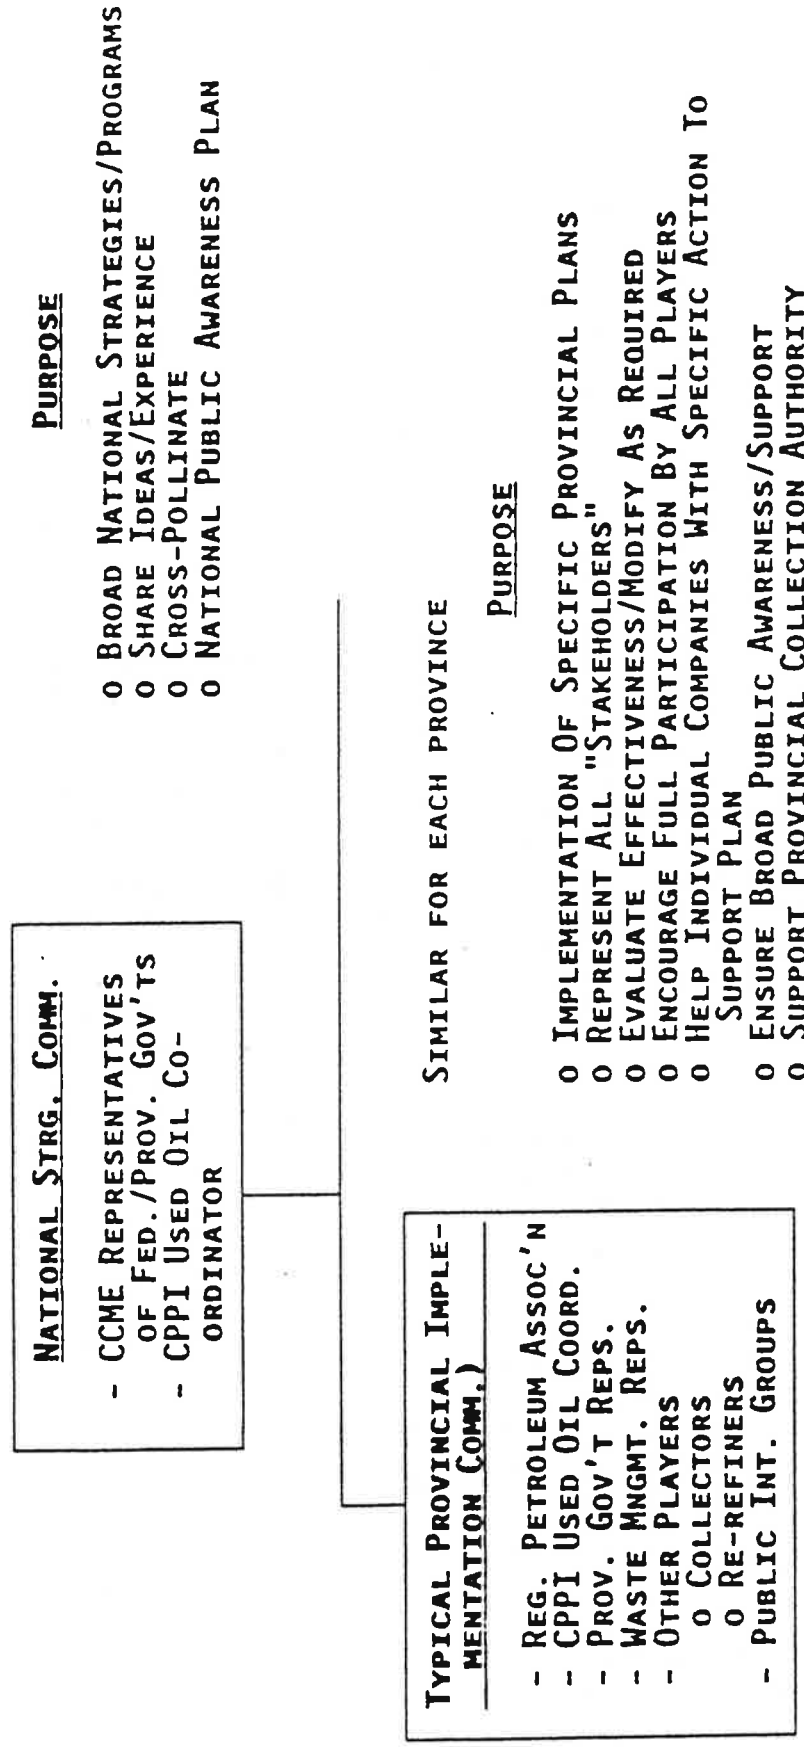 NATIONAL STRG. COMM.
- CCME REPRESENTATIVES
OF FED./PROV. GOV'TS
- CPPI USED OIL CO-
ORDINATOR
PURPOSE
o BROAD NATIONAL STRATEGIES/PROGRAMS
o SHARE IDEAS/EXPERIENCE
o CROSS-POLLINATE
o NATIONAL PUBLIC AWARENESS PLAN
TYPICAL PROVINCIAL IMPLE-
MENTATION COMM.)
- REG. PETROLEUM ASSOC'N
- CPPI USED OIL COORD.
- PROV. GOV'T REPS.
- WASTE MNGMT. REPS.
- OTHER PLAYERS
o COLLECTORS
o RE-REFINERS
- PUBLIC INT. GROUPS
SIMILAR FOR EACH PROVINCE
PURPOSE
o IMPLEMENTATION OF SPECIFIC PROVINCIAL PLANS
o REPRESENT ALL "STAKEHOLDERS"
o EVALUATE EFFECTIVENESS/MODIFY AS REQUIRED
o ENCOURAGE FULL PARTICIPATION BY ALL PLAYERS
o HELP INDIVIDUAL COMPANIES WITH SPECIFIC ACTION TO
SUPPORT PLAN
o ENSURE BROAD PUBLIC AWARENESS/SUPPORT
o SUPPORT PROVINCIAL COLLECTION AUTHORITY